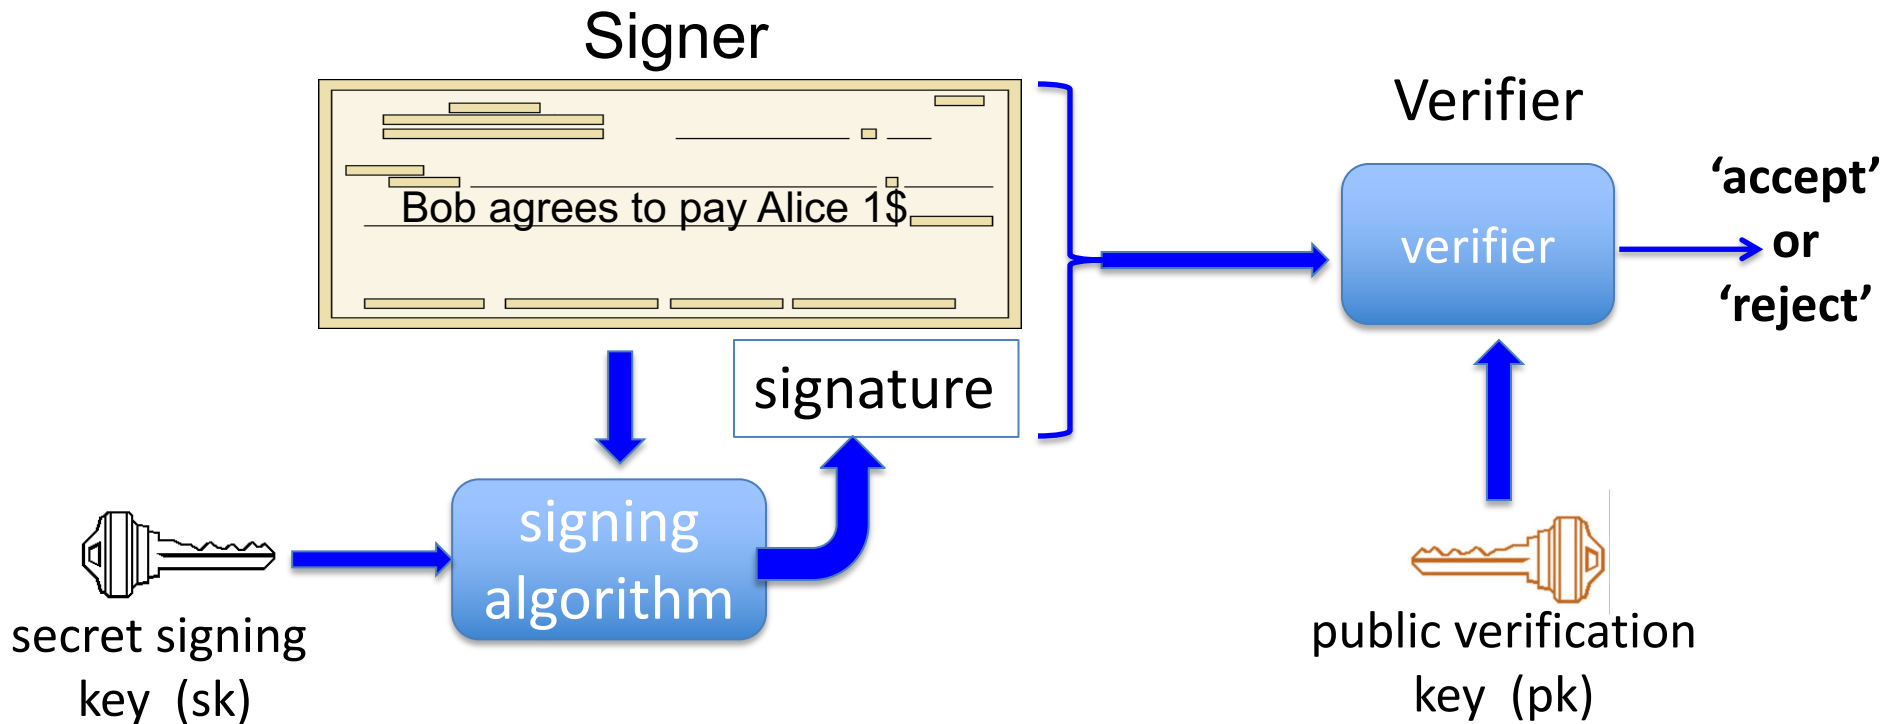 Signer
Bob agrees to pay Alice 1$
signature
signing
algorithm
secret signing
key (sk)
Verifier
verifier
‘accept’
or
‘reject’
public verification
key (pk)